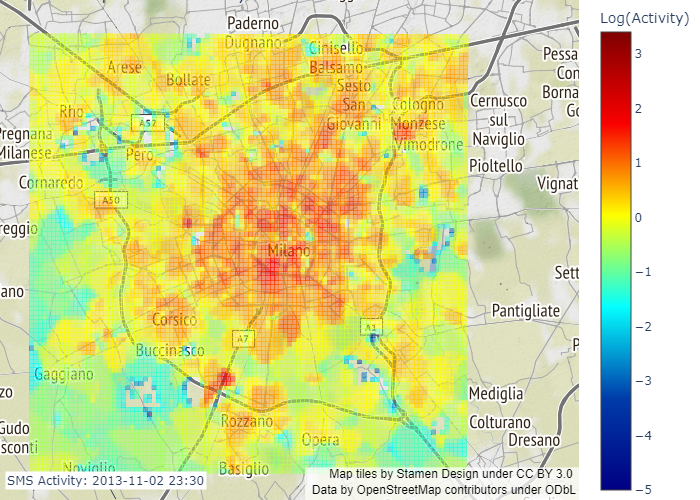 Paderno
Dugnano
Cinisello
Balsamo
Log(Activity)
Arese
Bollate
Sesto
San
Giovanni
Pessa
Con
Borna
Go
Rho
A52
Cologno
Monzese
Vimodrone
Cernusco
sul
Naviglio
Pregnana
Milanese
Pero
Pioltello
Cornaredo
A50
Vignat
reggio
Milano
Sett
ano
Pantigliate
Corsico
A7
A1
P
Buccinasco
Gaggiano
zo
Mediglia
Rozzano
Colturano
Dresano
Gudo
sconti
Opera
Noviglio
Basiglio
SMS Activity: 2013-11-02 23:30
Map tiles by Stamen Design under CC BY 3.0
Data by OpenStreetMap contributors under ODbL
3
2
1
0
−1
−2
−3
−4
−5